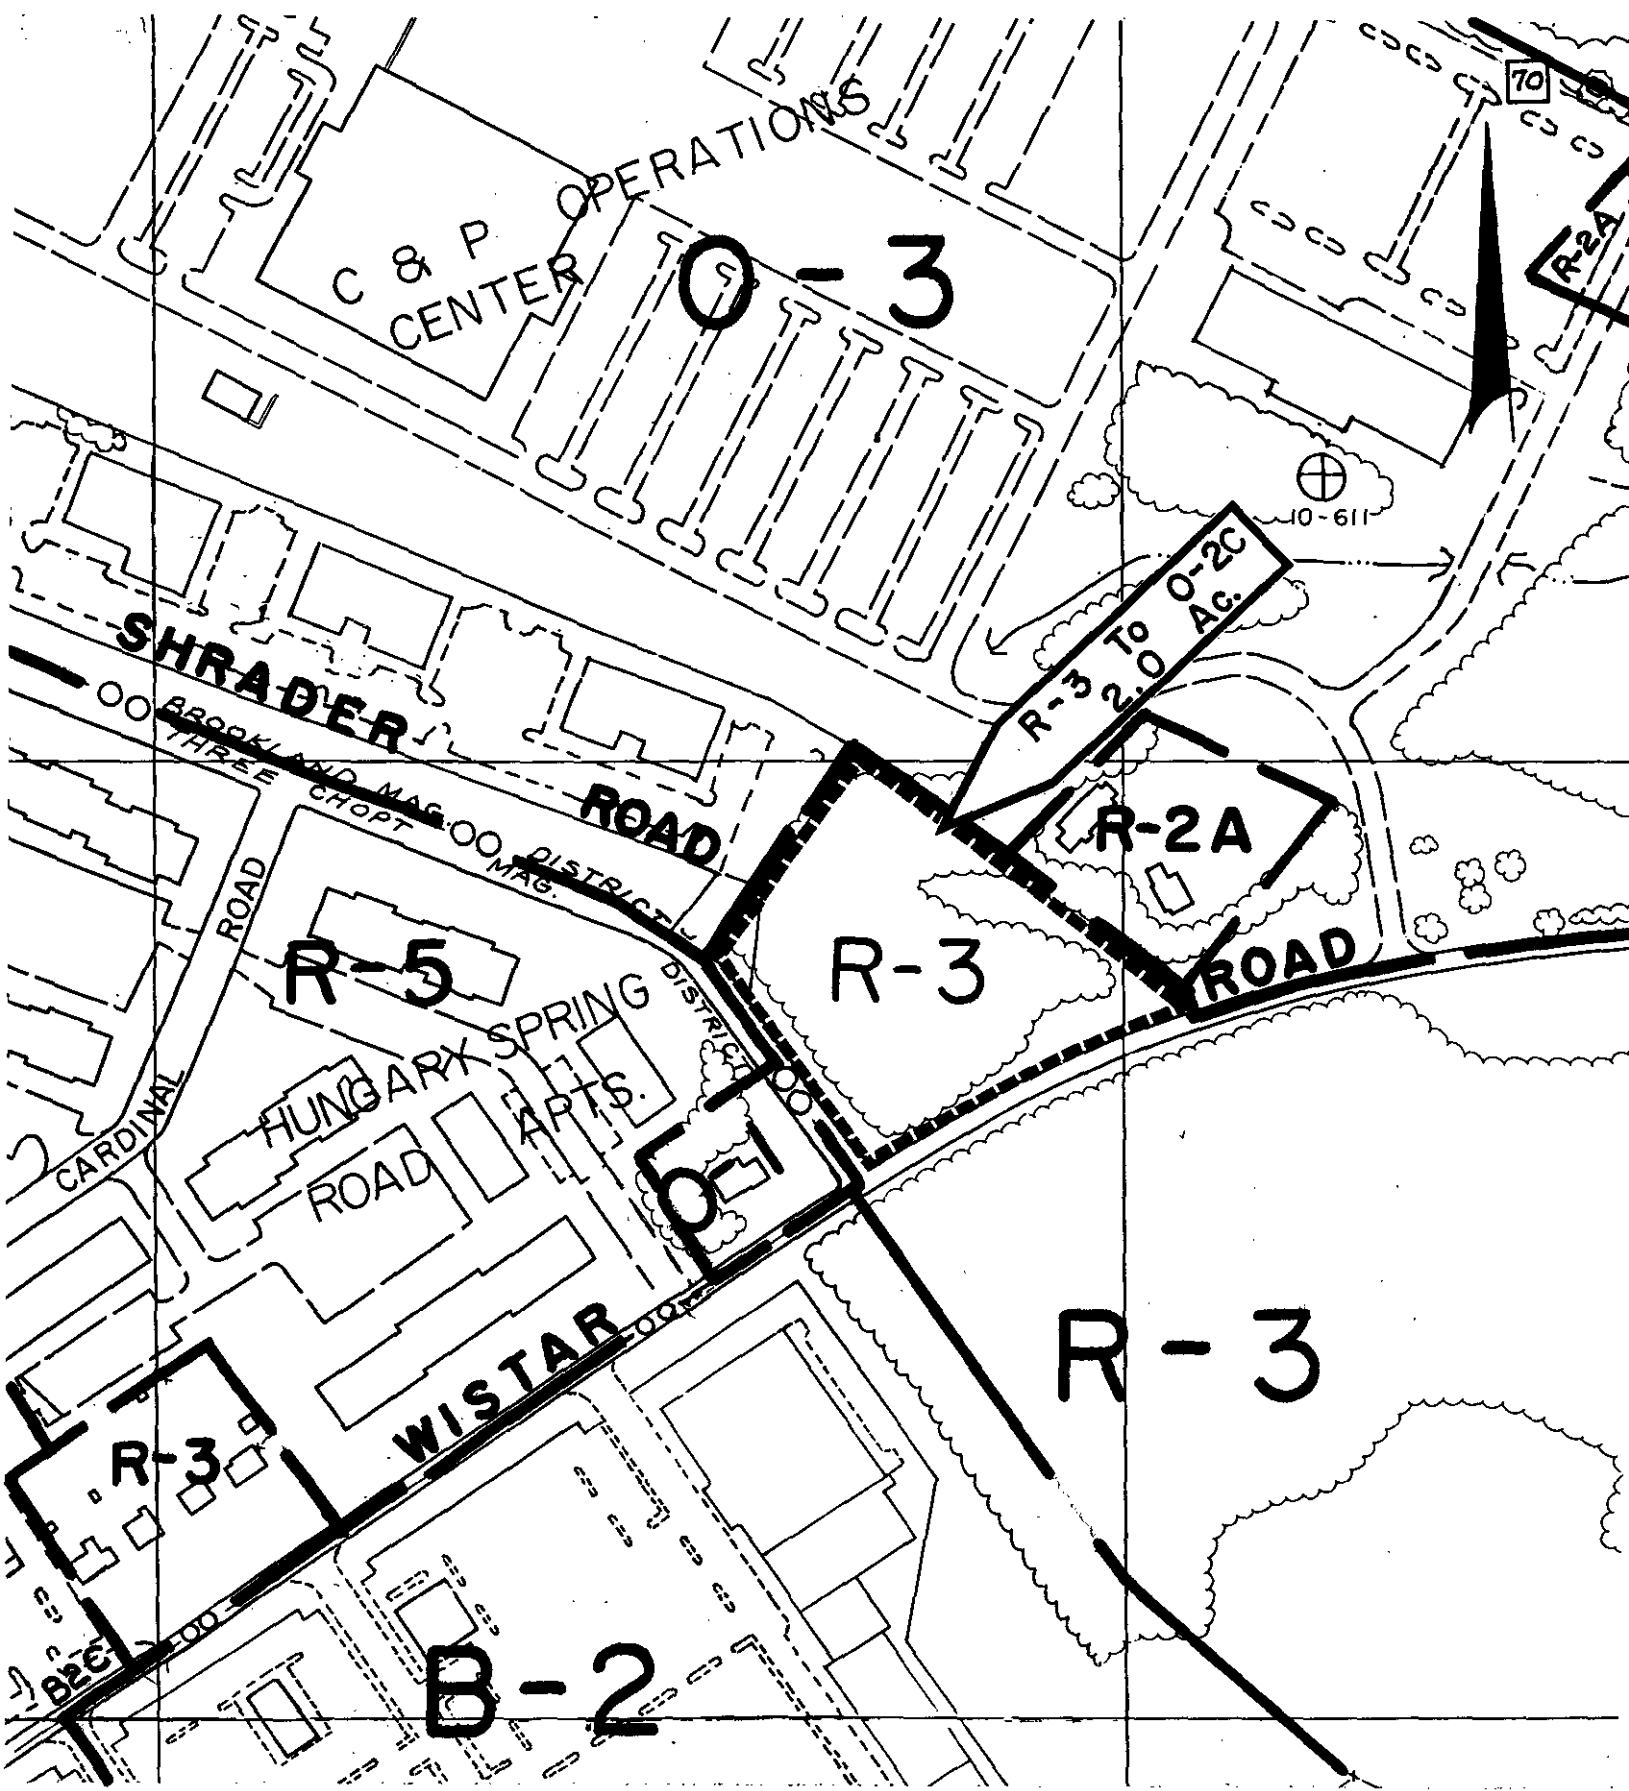 70
OPERATIONS
C & P
CENTER
O-3
R-2A
10-611
R-3 To O-2C
2.0 Ac.
SHRADER
ROAD
BROOKLAND MAG. DISTRICT
THREE CHOPT MAG. DISTRICT
R-2A
ROAD
R-3
R-5
CARDINAL
ROAD
HUNGARY SPRING
APTS.
ROAD
O-1
WISTAR
R-3
R-3
B2C
B-2